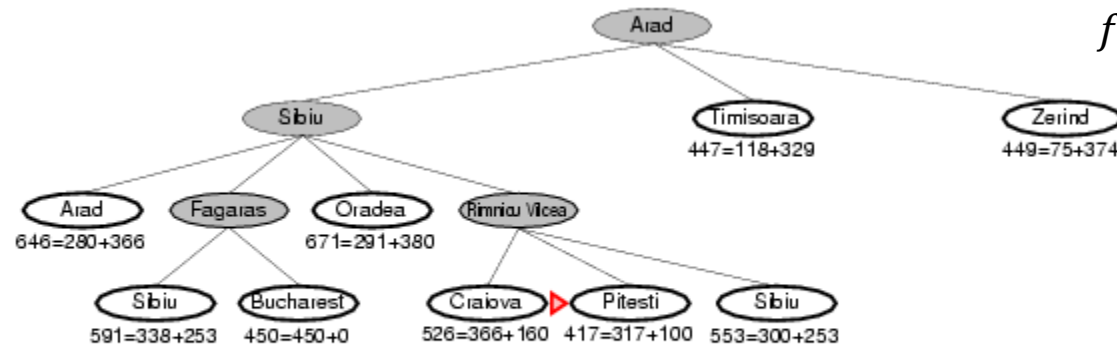 Arad
f
Sibiu
Timisoara
Zerind
447=118+329
449=75+374
Arad
Fagaras
Oradea
Rimnicu Vilcea
646=280+366
671=291+380
Sibiu
Bucharest
Craiova
Pitesti
Sibiu
591=338+253
450=450+0
526=366+160
417=317+100
553=300+253